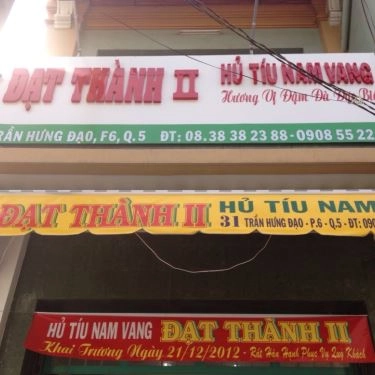 ĐẠT THÀNH II HỦ TÍU NAM VANG
Hương Vị Đậm Đà Đặc Biệ
TRẦN HƯNG ĐẠO, F6, Q.5 ĐT: 08.38 38 23 88 - 0908 55 22
ĐẠT THÀNH II HỦ TÍU NAM
31 TRẦN HƯNG ĐẠO - P.6 - Q.5 - ĐT: 090
HỦ TÍU NAM VANG ĐẠT THÀNH II
Khai Trương Ngày 21/12/2012 - Rất Hân Hạnh Phục Vụ Quý Khách